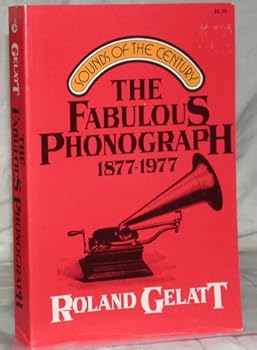 SOUNDS OF THE CENTURY
THE
FABULOUS
PHONOGRAPH
1877-1977
ROLAND GELATT
GELATT
THE
FABULOUS PHONOGRAPH